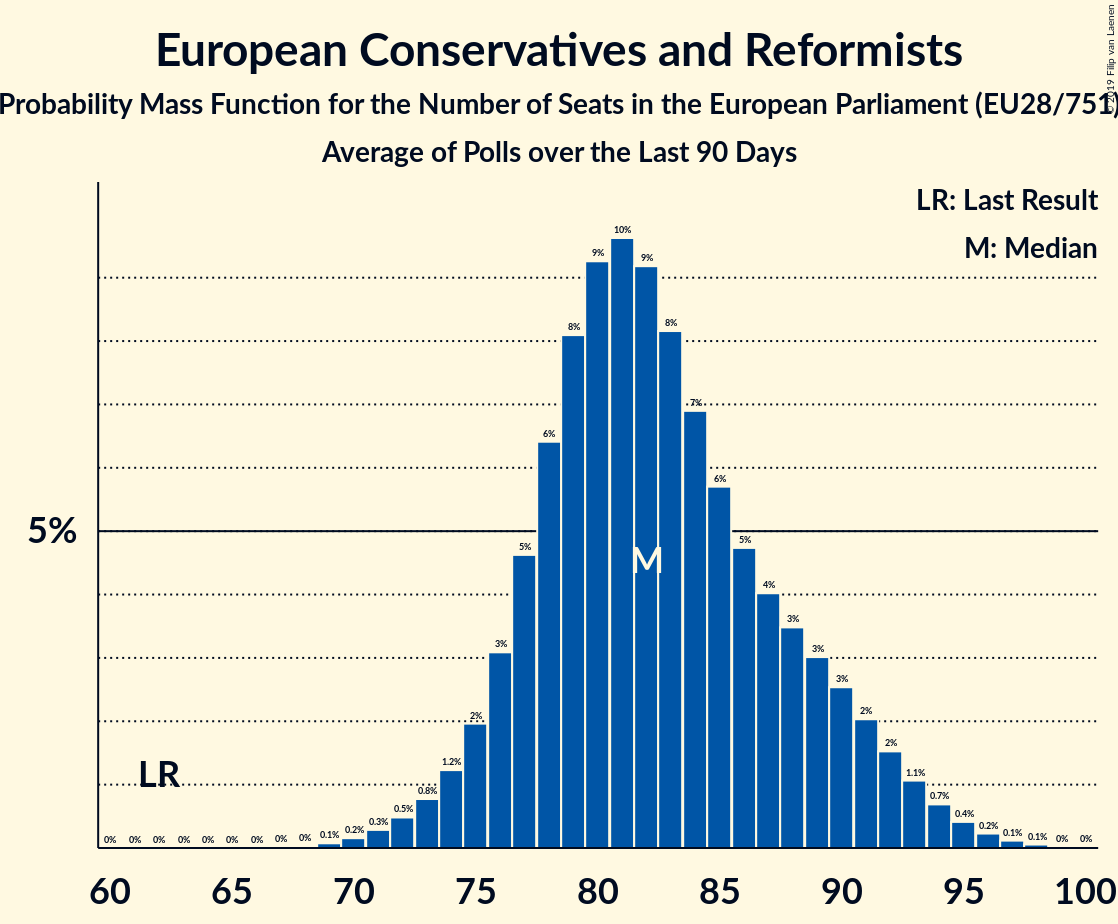 European Conservatives and Reformists
Probability Mass Function for the Number of Seats in the European Parliament (EU28/751)
Average of Polls over the Last 90 Days
© 2019 Filip van Laenen
LR: Last Result
M: Median
5%
0% 0% 0% 0% 0% 0% 0% 0% 0% 0.1% 0.2% 0.3% 0.5% 0.8% 1.2% 2% 3% 5% 6% 8% 9% 10% 9% 8% 7% 6% 5% 4% 3% 3% 3% 2% 2% 1.1% 0.7% 0.4% 0.2% 0.1% 0.1% 0% 0%
M
LR
60 65 70 75 80 85 90 95 100